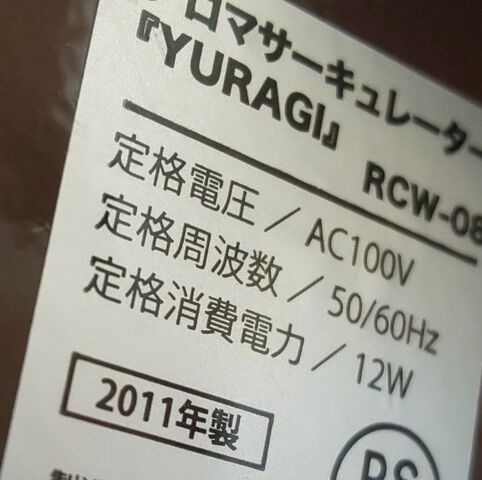 アロマサーキュレーター
『YURAGI』
RCW-08
定格電圧 / AC100V
定格周波数 / 50/60Hz
定格消費電力 / 12W
2011年製
PS